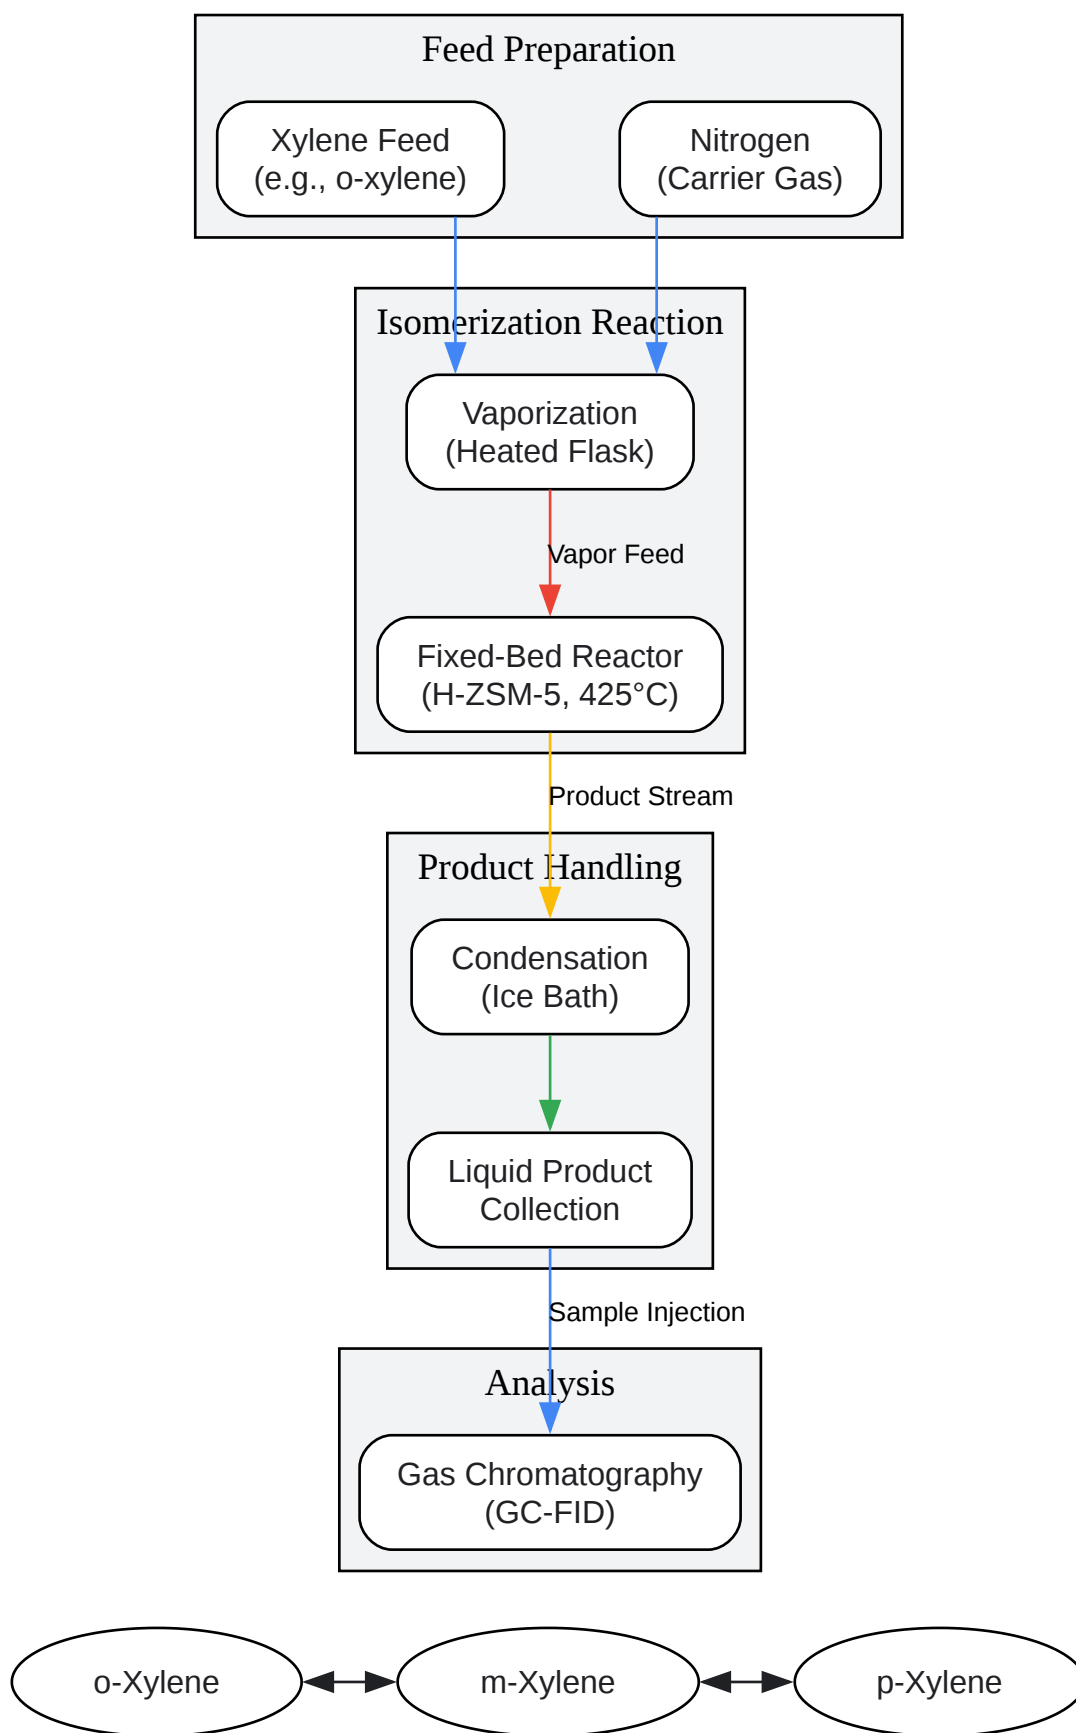 Feed Preparation
Xylene Feed
(e.g., o-xylene)
Nitrogen
(Carrier Gas)
Isomerization Reaction
Vaporization
(Heated Flask)
Vapor Feed
Fixed-Bed Reactor
(H-ZSM-5, 425°C)
Product Stream
Product Handling
Condensation
(Ice Bath)
Liquid Product
Collection
Sample Injection
Analysis
Gas Chromatography
(GC-FID)
o-Xylene
m-Xylene
p-Xylene